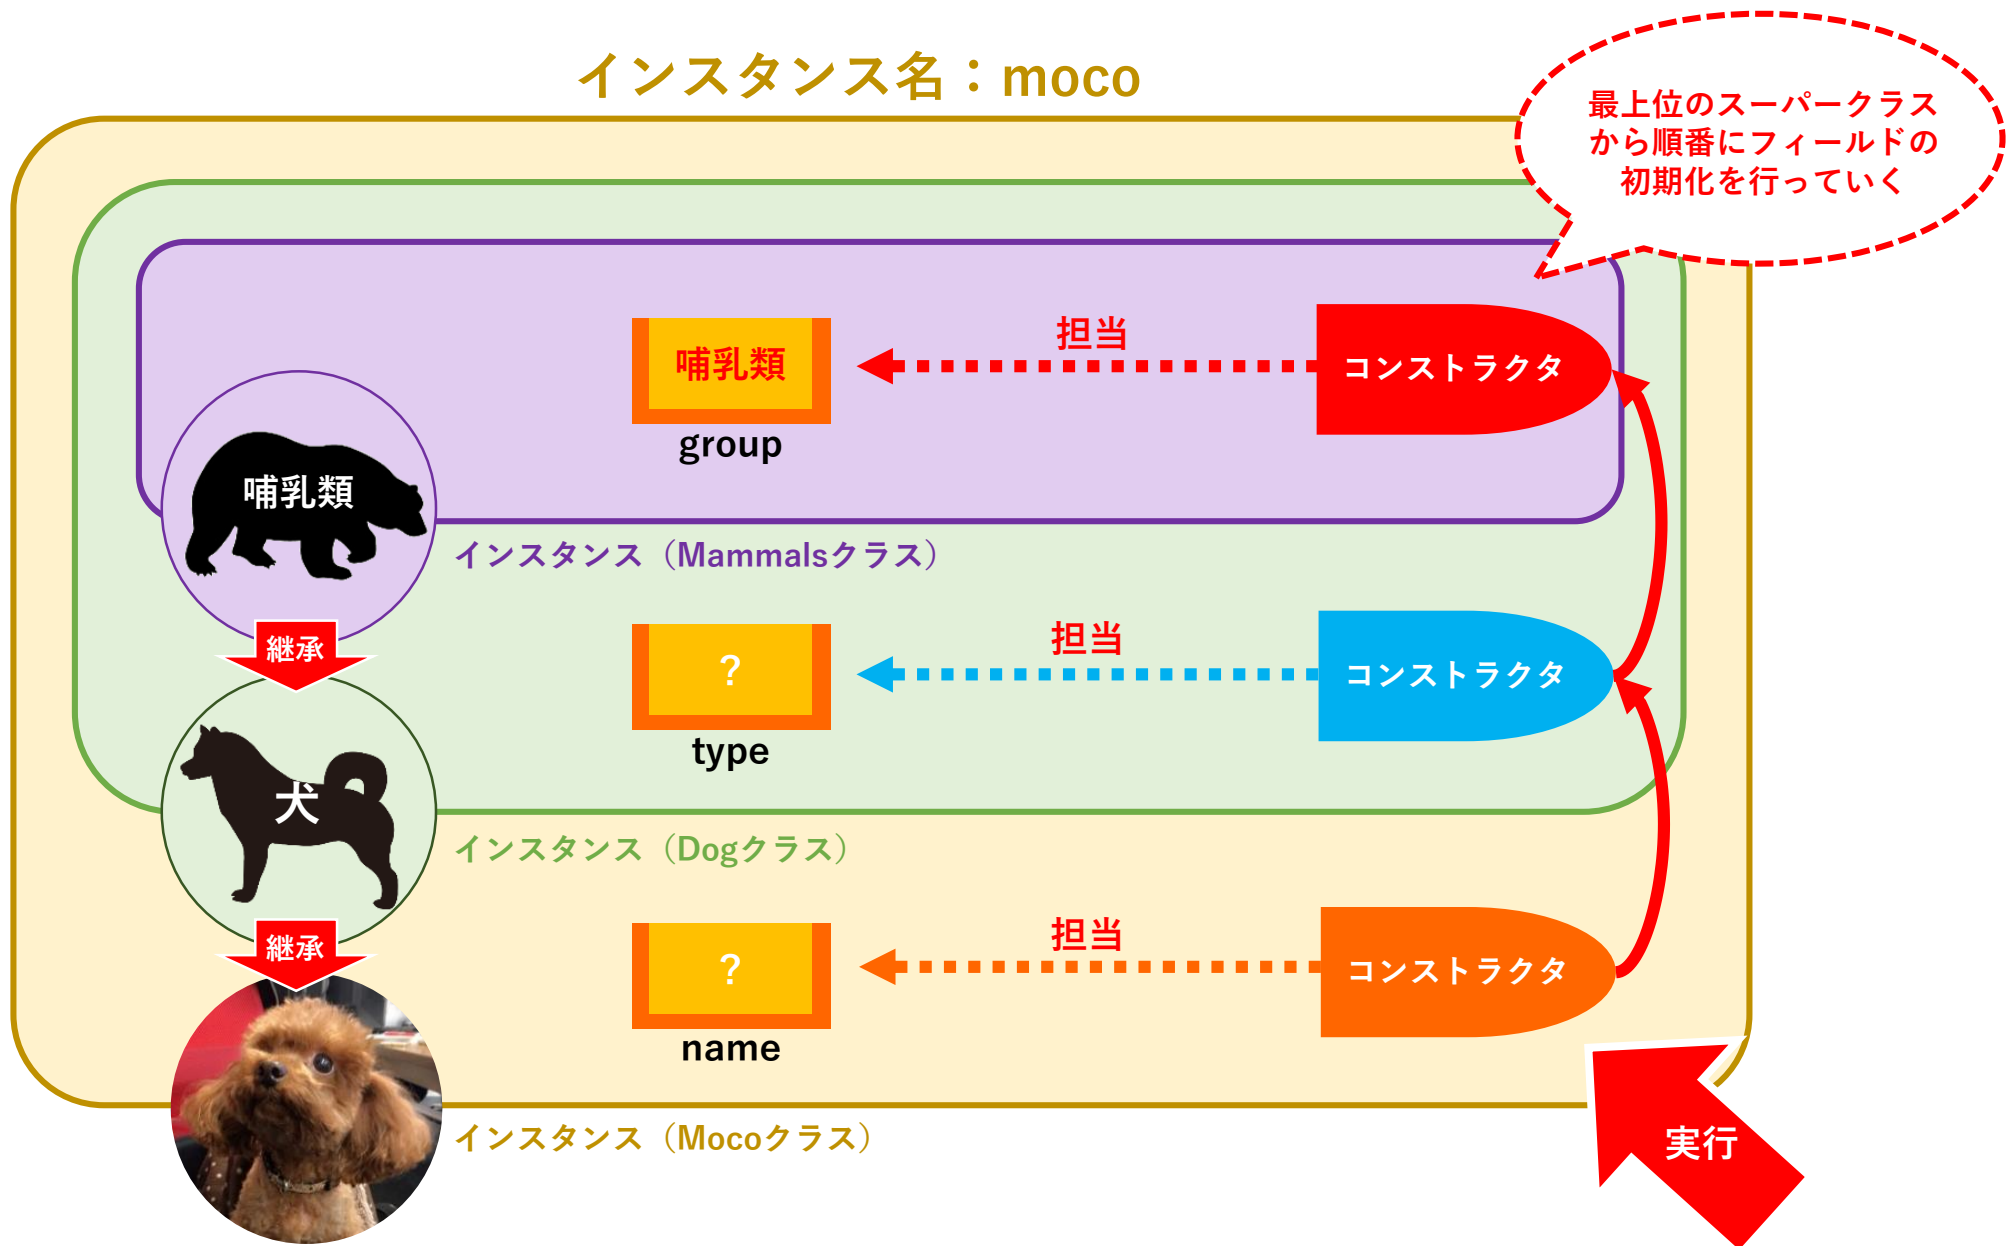 インスタンス名：moco
最上位のスーパークラス
から順番にフィールドの
初期化を行っていく
哺乳類
担当
コンストラクタ
group
哺乳類
インスタンス（Mammalsクラス）
継承
?
担当
コンストラクタ
type
犬
インスタンス（Dogクラス）
継承
?
担当
コンストラクタ
name
インスタンス（Mocoクラス）
実行